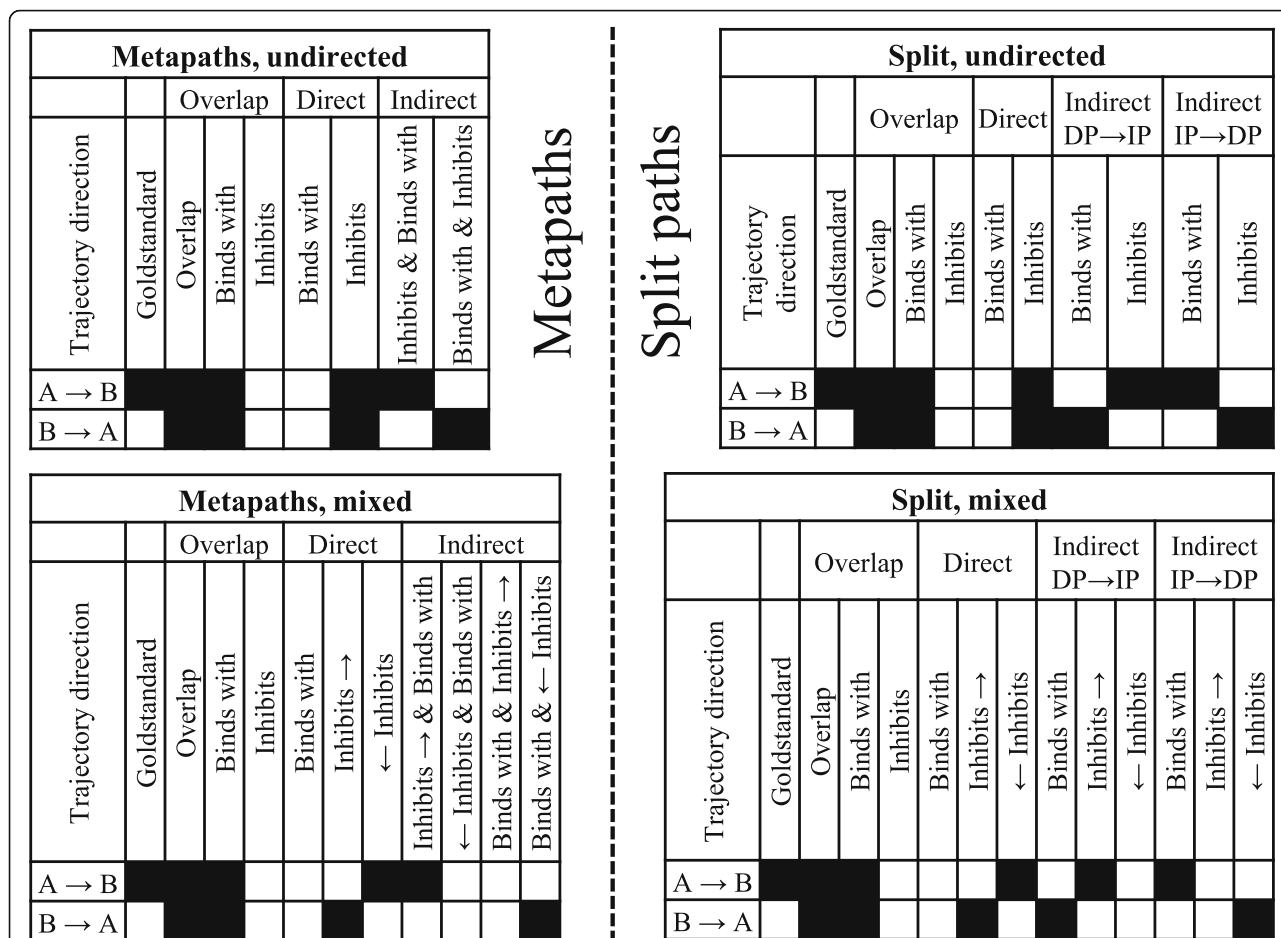 Metapaths, undirected
Overlap Direct Indirect
Trajectory direction
Goldstandard
Overlap
Binds with
Inhibits
Binds with
Inhibits
Inhibits & Binds with
Binds with & Inhibits
A → B
B → A
Metapaths
Split paths
Split, undirected
Overlap Direct Indirect DP→IP Indirect IP→DP
Trajectory direction
Goldstandard
Overlap
Binds with
Inhibits
Binds with
Inhibits
Binds with
Inhibits
Binds with
Inhibits
A → B
B → A
Metapaths, mixed
Overlap Direct Indirect
Trajectory direction
Goldstandard
Overlap
Binds with
Inhibits
Binds with
Inhibits →
← Inhibits
Inhibits → & Binds with
← Inhibits & Binds with
Binds with & Inhibits →
Binds with & ← Inhibits
A → B
B → A
Split, mixed
Overlap Direct Indirect DP→IP Indirect IP→DP
Trajectory direction
Goldstandard
Overlap
Binds with
Inhibits
Binds with
Inhibits →
← Inhibits
Binds with
Inhibits →
← Inhibits
Binds with
Inhibits →
← Inhibits
A → B
B → A